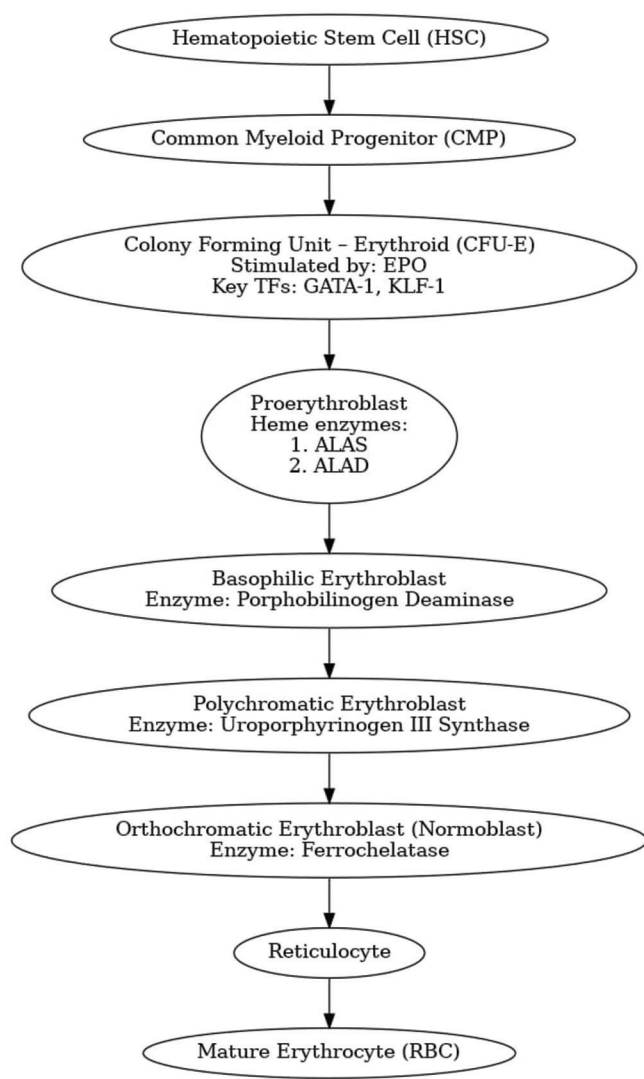 Hematopoietic Stem Cell (HSC)
Common Myeloid Progenitor (CMP)
Colony Forming Unit – Erythroid (CFU-E)
Stimulated by: EPO
Key TFs: GATA-1, KLF-1
Proerythroblast
Heme enzymes:
1. ALAS
2. ALAD
Basophilic Erythroblast
Enzyme: Porphobilinogen Deaminase
Polychromatic Erythroblast
Enzyme: Uroporphyrinogen III Synthase
Orthochromatic Erythroblast (Normoblast)
Enzyme: Ferrochelatase
Reticulocyte
Mature Erythrocyte (RBC)